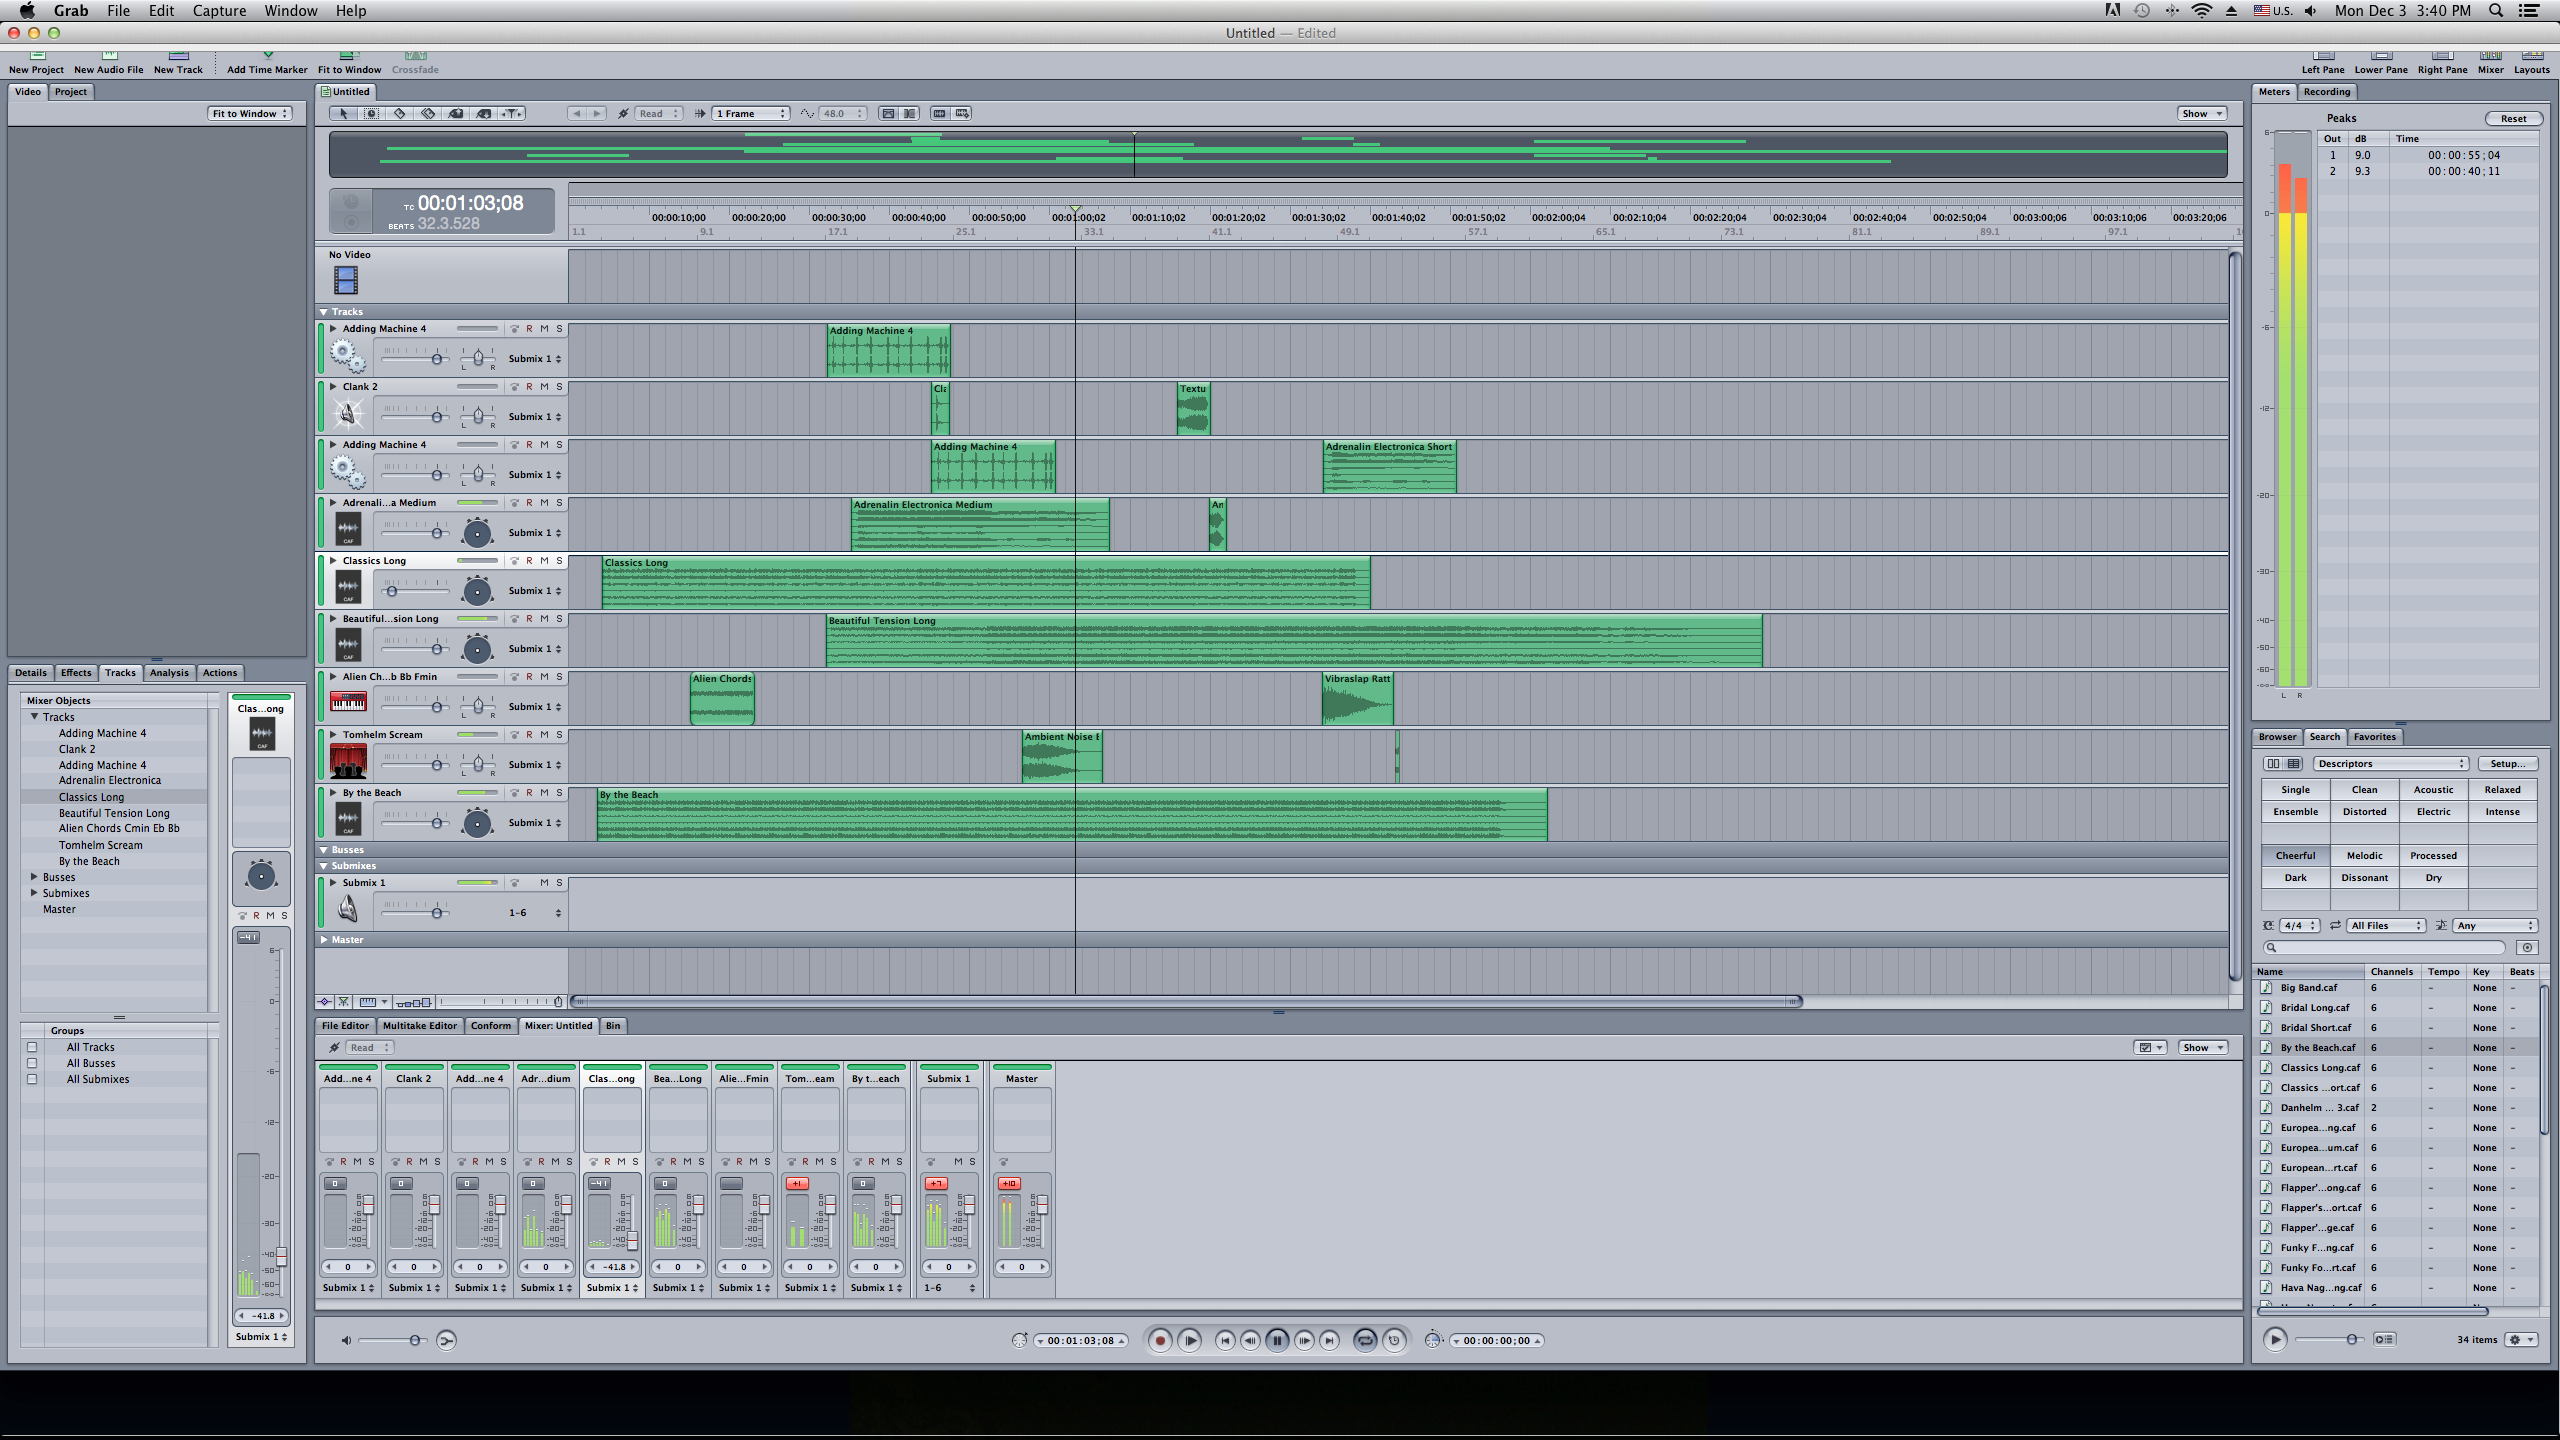 Grab File Edit Capture Window Help
U.S. Mon Dec 3 3:40 PM
Untitled — Edited
New Project New Audio File New Track Add Time Marker Fit to Window Crossfade
Left Pane Lower Pane Right Pane Mixer Layouts
Video Project
Fit to Window
Untitled
Read 1 Frame 48.0 Show
TC 00:01:03;08
BEATS 32.3.528
00:00:10;00 00:00:20;00 00:00:30;00 00:00:40;00 00:00:50;00 00:01:00;02 00:01:10;02 00:01:20;02 00:01:30;02 00:01:40;02 00:01:50;02 00:02:00;04 00:02:10;04 00:02:20;04 00:02:30;04 00:02:40;04 00:02:50;04 00:03:00;06 00:03:10;06 00:03:20;06
1.1 9.1 17.1 25.1 33.1 41.1 49.1 57.1 65.1 73.1 81.1 89.1 97.1
No Video
Tracks
Adding Machine 4 R M S
L R Submix 1
Adding Machine 4
Clank 2 R M S
L R Submix 1
Cla Textu
Adding Machine 4 R M S
L R Submix 1
Adding Machine 4 Adrenalin Electronica Short
Adrenali...a Medium R M S
Submix 1
Adrenalin Electronica Medium
Classics Long R M S
Submix 1
Classics Long
Beautiful...sion Long R M S
Submix 1
Beautiful Tension Long
Alien Ch...b Bb Fmin R M S
L R Submix 1
Alien Chords Vibraslap Ratt
Tomhelm Scream R M S
L R Submix 1
Ambient Noise E
By the Beach R M S
Submix 1
By the Beach
Busses
Submixes
Submix 1 M S
1-6
Master
Details Effects Tracks Analysis Actions
Mixer Objects
Tracks
Adding Machine 4
Clank 2
Adding Machine 4
Adrenalin Electronica
Classics Long
Beautiful Tension Long
Alien Chords Cmin Eb Bb
Tomhelm Scream
By the Beach
Busses
Submixes
Master
Groups
All Tracks
All Busses
All Submixes
Clas...ong
CAF
R M S
-41
6
0
-6
-12
-20
-30
-40
-50
-60
-41.8
Submix 1
File Editor Multitake Editor Conform Mixer: Untitled Bin
Read Show
Add...ne 4 Clank 2 Add...ne 4 Adr...dium Clas...ong Bea...Long Alie...Fmin Tom...eam By t...each Submix 1 Master
R M S R M S R M S R M S R M S R M S R M S R M S R M S M S
0 0 0 0 -41 0 +1 0 +7 +10
0 0 0 0 -41.8 0 0 0 0 0 0
Submix 1 Submix 1 Submix 1 Submix 1 Submix 1 Submix 1 Submix 1 Submix 1 Submix 1 1-6
00:01:03;08 00:00:00;00
Meters Recording
Peaks Reset
Out dB Time
1 9.0 00:00:55;04
2 9.3 00:00:40;11
6
0
-6
-12
-20
-30
-40
-50
-60
L R
Browser Search Favorites
Descriptors Setup...
Single Clean Acoustic Relaxed
Ensemble Distorted Electric Intense
Cheerful Melodic Processed
Dark Dissonant Dry
4/4 All Files Any
Name Channels Tempo Key Beats
Big Band.caf 6 - None -
Bridal Long.caf 6 - None -
Bridal Short.caf 6 - None -
By the Beach.caf 6 - None -
Classics Long.caf 6 - None -
Classics ...ort.caf 6 - None -
Danhelm ... 3.caf 2 - None -
Europea...ng.caf 6 - None -
Europea...um.caf 6 - None -
European...rt.caf 6 - None -
Flapper'...ong.caf 6 - None -
Flapper's...ort.caf 6 - None -
Flapper'...ge.caf 6 - None -
Funky F...ng.caf 6 - None -
Funky Fo...rt.caf 6 - None -
Hava Nag...ng.caf 6 - None -
34 items